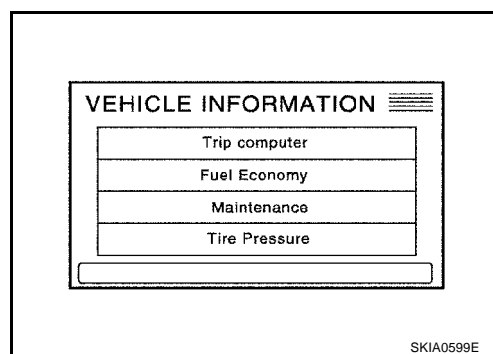 VEHICLE INFORMATION
Trip computer
Fuel Economy
Maintenance
Tire Pressure
SKIA0599E